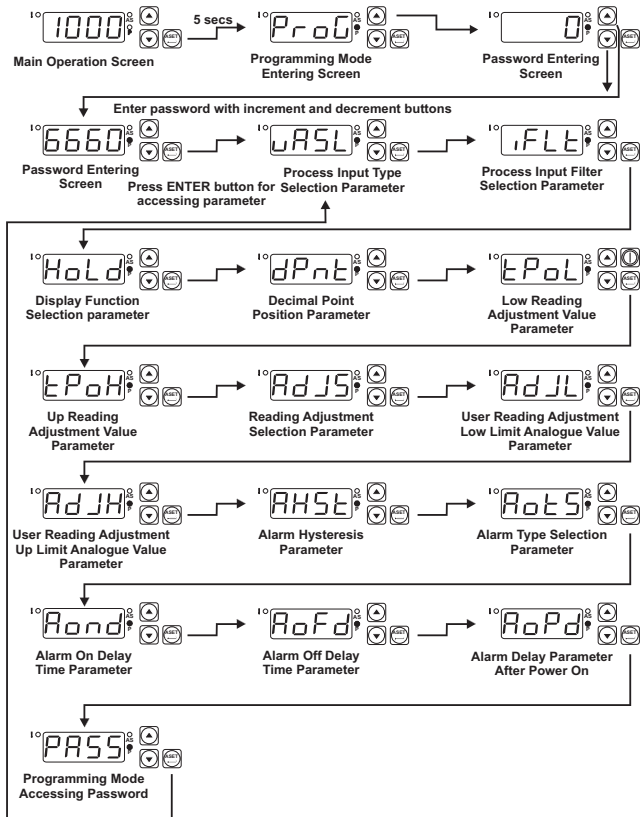 1000
5 secs
ProG
0
Main Operation Screen
Programming Mode
Entering Screen
Password Entering
Screen
Enter password with increment and decrement buttons
6660
uASL
iFLt
Password Entering
Screen
Press ENTER button for
accessing parameter
Process Input Type
Selection Parameter
Process Input Filter
Selection Parameter
HoLd
dPnt
tPoL
Display Function
Selection parameter
Decimal Point
Position Parameter
Low Reading
Adjustment Value
Parameter
tPoH
AdJS
AdJL
Up Reading
Adjustment Value
Parameter
Reading Adjustment
Selection Parameter
User Reading Adjustment
Low Limit Analogue Value
Parameter
AdJH
AHSt
AotS
User Reading Adjustment
Up Limit Analogue Value
Parameter
Alarm Hysteresis
Parameter
Alarm Type Selection
Parameter
Aond
AoFd
AoPd
Alarm On Delay
Time Parameter
Alarm Off Delay
Time Parameter
Alarm Delay Parameter
After Power On
PASS
Programming Mode
Accessing Password